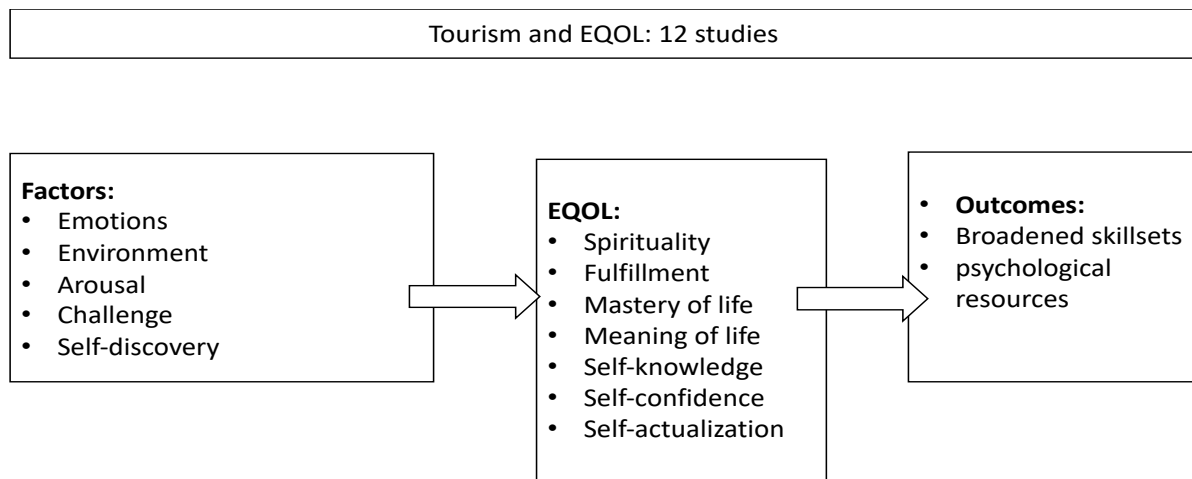 Tourism and EQOL: 12 studies
Factors:
• Emotions
• Environment
• Arousal
• Challenge
• Self-discovery
EQOL:
• Spirituality
• Fulfillment
• Mastery of life
• Meaning of life
• Self-knowledge
• Self-confidence
• Self-actualization
• Outcomes:
• Broadened skillsets
• psychological
resources